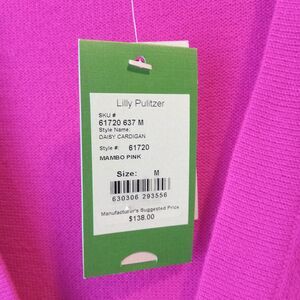 Lilly Pulitzer
SKU #
61720 637 M
Style Name:
DAISY CARDIGAN
Style #: 61720
MAMBO PINK
Size: M
630306 293556
Manufacturer's Suggested Price
$138.00